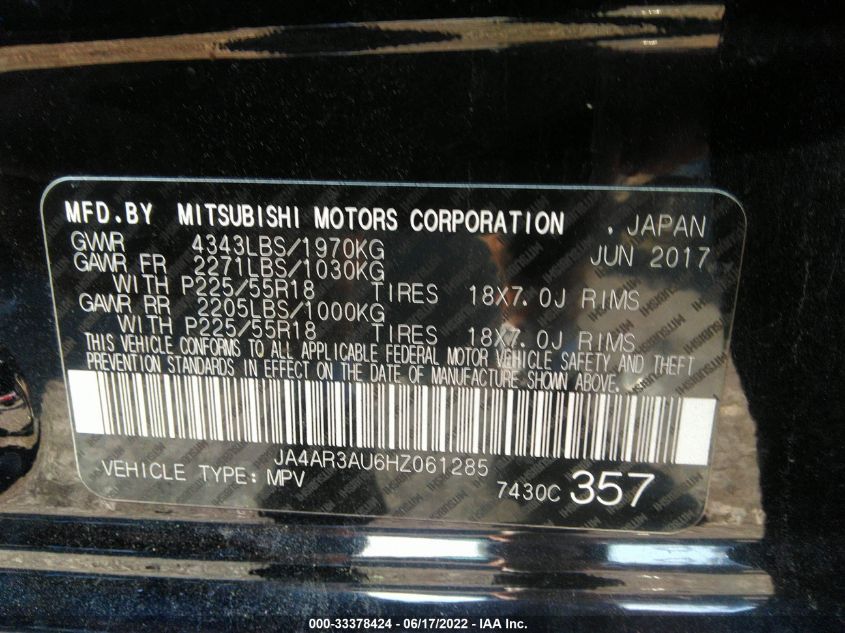 MFD.BY MITSUBISHI MOTORS CORPORATION . JAPAN
GVWR 4343LBS/1970KG JUN 2017
GAWR FR 2271LBS/1030KG
WITH P225/55R18 TIRES 18X7.0J RIMS
GAWR RR 2205LBS/1000KG
WITH P225/55R18 TIRES 18X7.0J RIMS
THIS VEHICLE CONFORMS TO ALL APPLICABLE FEDERAL MOTOR VEHICLE SAFETY AND THEFT
PREVENTION STANDARDS IN EFFECT ON THE DATE OF MANUFACTURE SHOWN ABOVE.
JA4AR3AU6HZ061285
VEHICLE TYPE: MPV 7430C 357
000-33378424 - 06/17/2022 - IAA Inc.